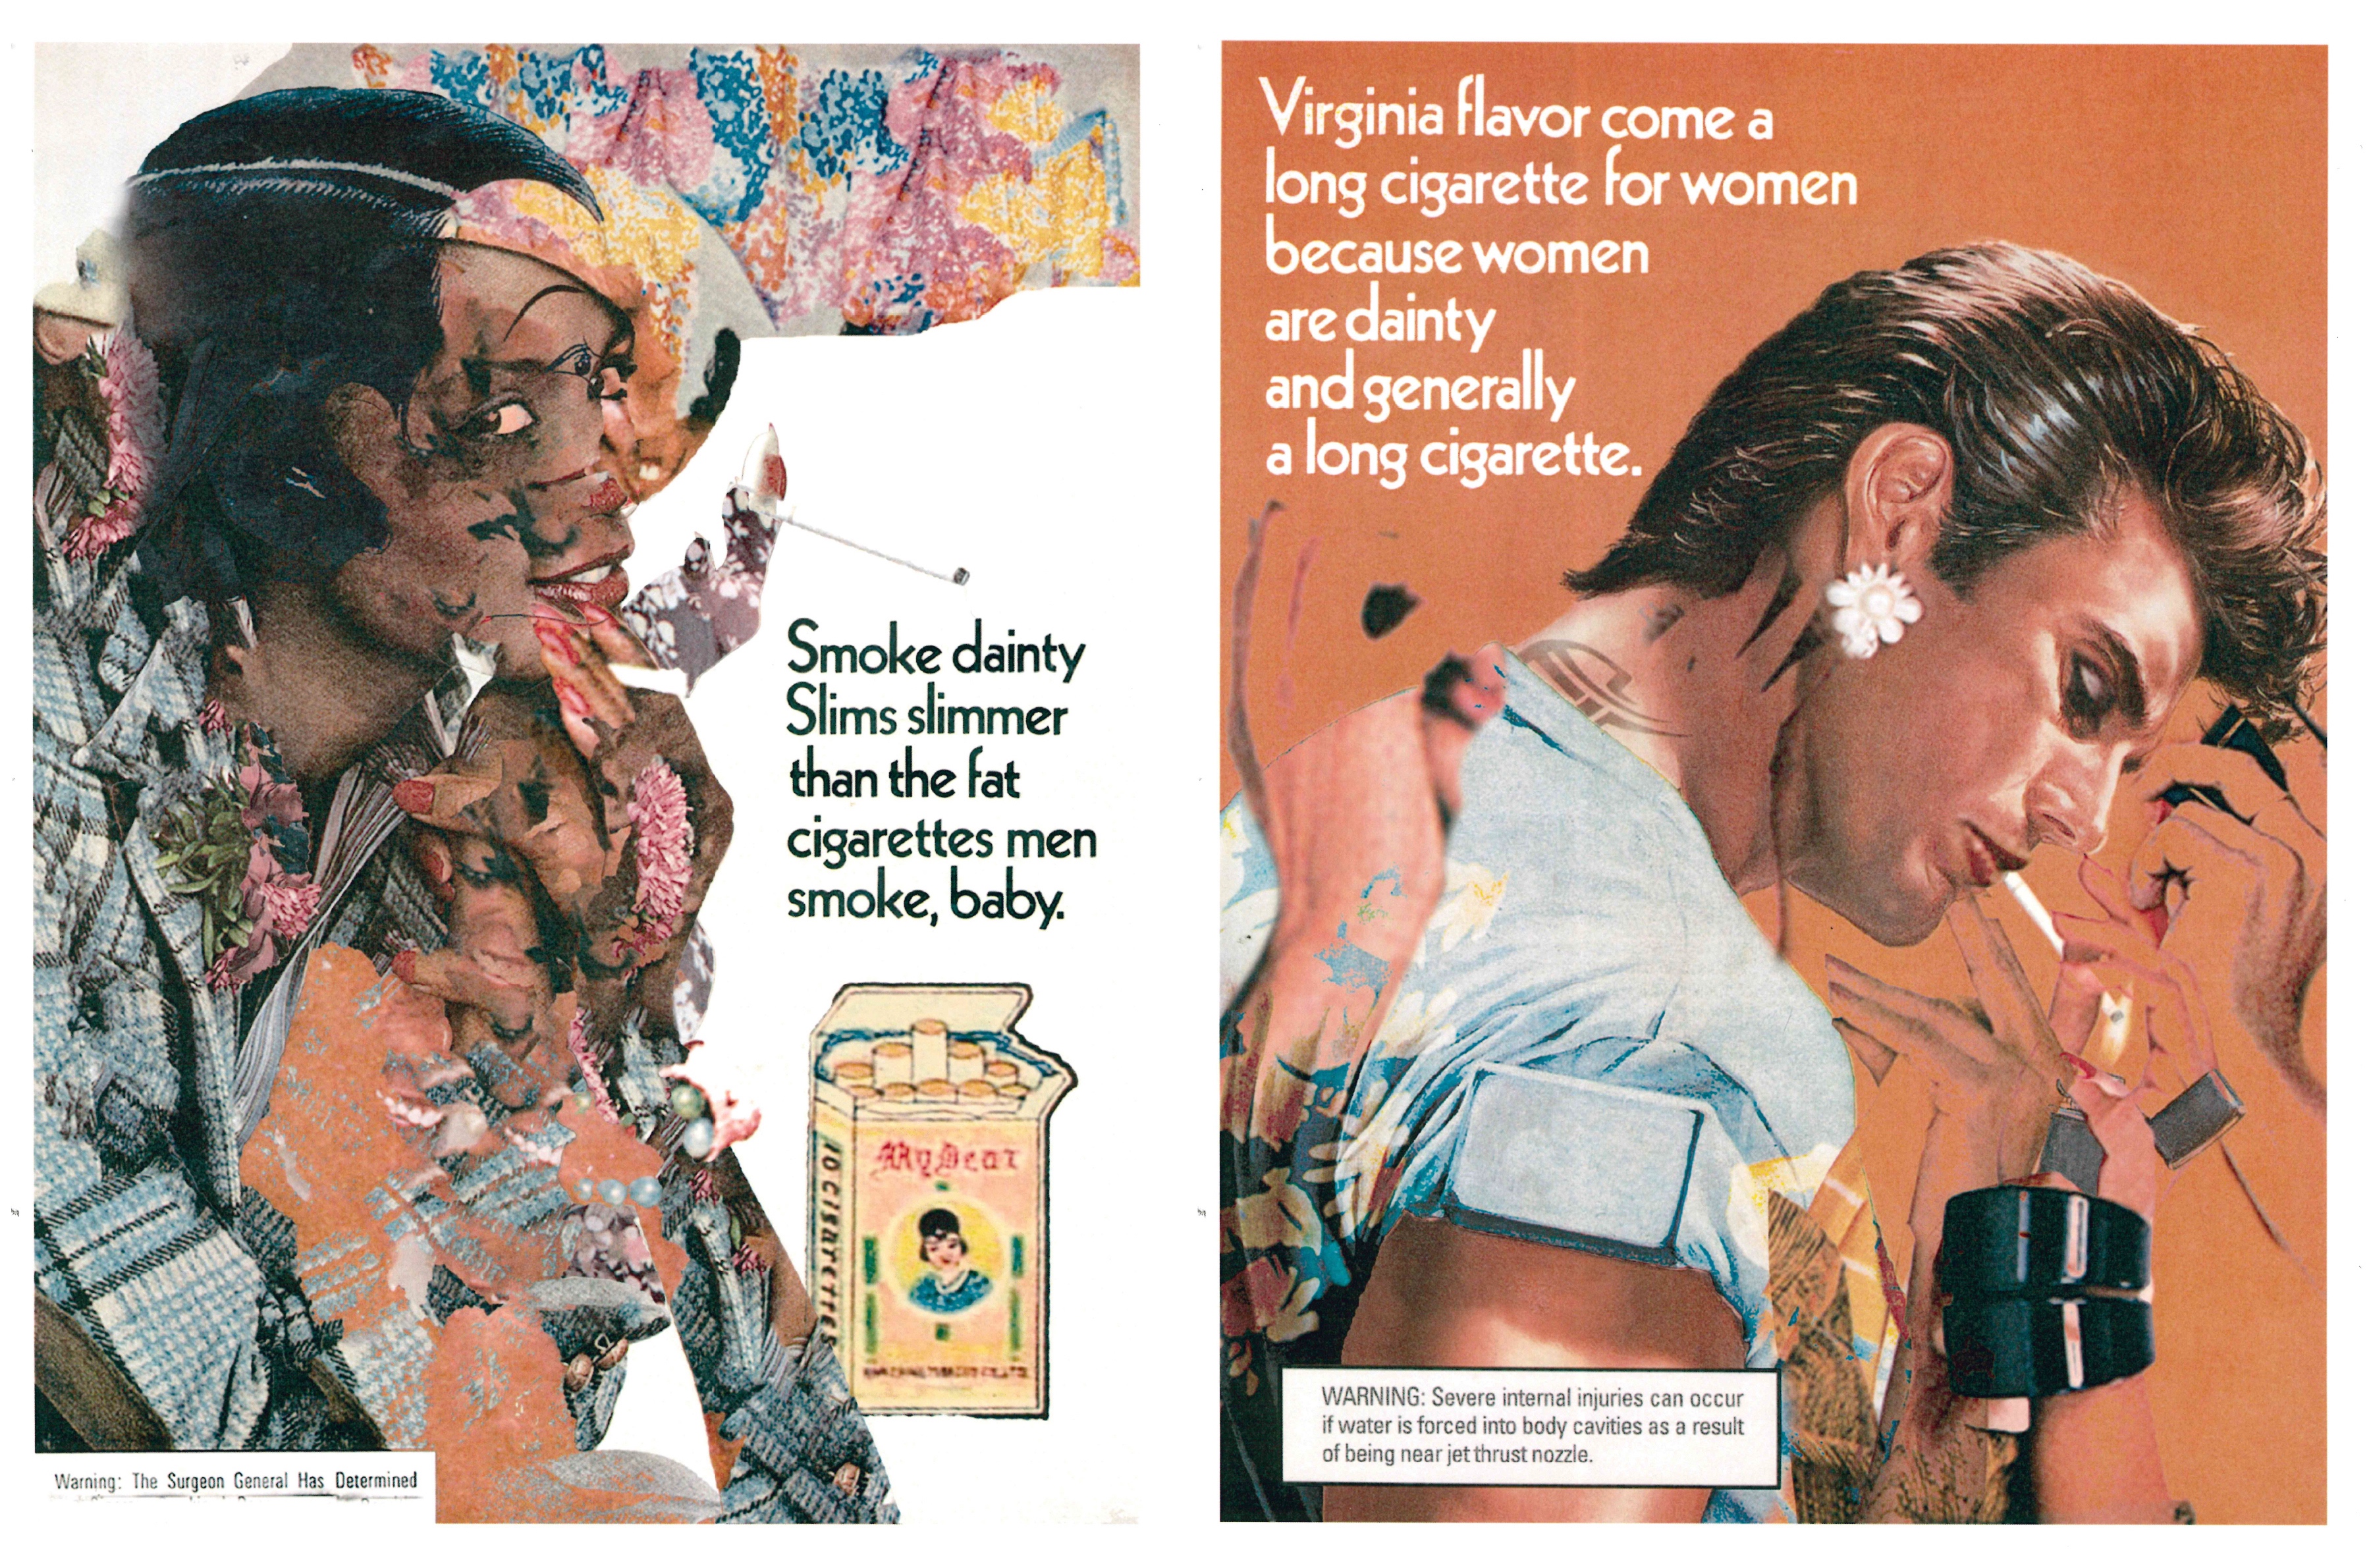 Smoke dainty
Slims slimmer
than the fat
cigarettes men
smoke, baby.
My Dear
10 CIGARETTES
Warning: The Surgeon General Has Determined
Virginia flavor come a
long cigarette for women
because women
are dainty
and generally
a long cigarette.
WARNING: Severe internal injuries can occur
if water is forced into body cavities as a result
of being near jet thrust nozzle.